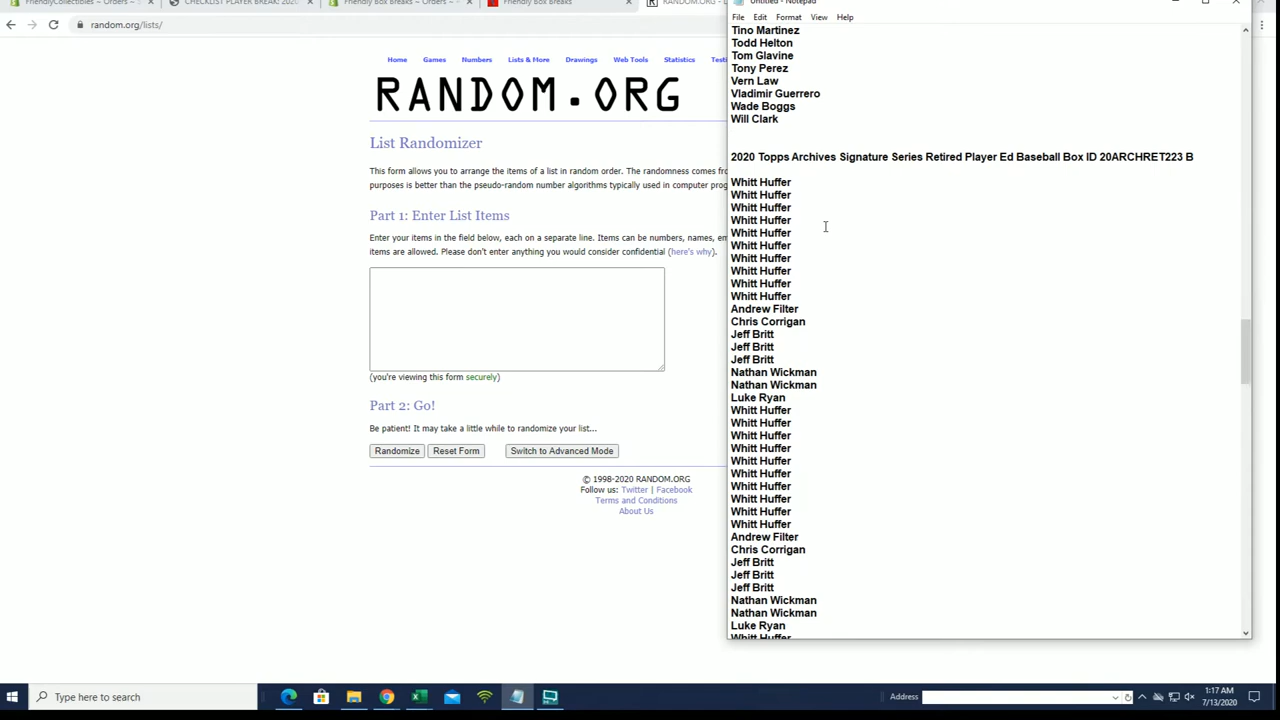 FriendlyCollectibles – Orders –
CHECKLIST PLAYER BREAK: 2020
Friendly Box Breaks – Orders –
Friendly Box Breaks
RANDOM.ORG -
random.org/lists/
Home Games Numbers Lists & More Drawings Web Tools Statistics
RANDOM.ORG
List Randomizer
This form allows you to arrange the items of a list in random order. The randomness comes
purposes is better than the pseudo-random number algorithms typically used in computer
Part 1: Enter List Items
Enter your items in the field below, each on a separate line. Items can be numbers, names,
items are allowed. Please don't enter anything you would consider confidential (here's why).
(you're viewing this form securely)
Part 2: Go!
Be patient! It may take a little while to randomize your list...
Randomize Reset Form Switch to Advanced Mode
© 1998-2020 RANDOM.ORG
Follow us: Twitter | Facebook
Terms and Conditions
About Us
Untitled - Notepad
File Edit Format View Help
Tino Martinez
Todd Helton
Tom Glavine
Tony Perez
Vern Law
Vladimir Guerrero
Wade Boggs
Will Clark
2020 Topps Archives Signature Series Retired Player Ed Baseball Box ID 20ARCHRET223 B
Whitt Huffer
Whitt Huffer
Whitt Huffer
Whitt Huffer
Whitt Huffer
Whitt Huffer
Whitt Huffer
Whitt Huffer
Whitt Huffer
Whitt Huffer
Andrew Filter
Chris Corrigan
Jeff Britt
Jeff Britt
Jeff Britt
Nathan Wickman
Nathan Wickman
Luke Ryan
Whitt Huffer
Whitt Huffer
Whitt Huffer
Whitt Huffer
Whitt Huffer
Whitt Huffer
Whitt Huffer
Whitt Huffer
Whitt Huffer
Whitt Huffer
Andrew Filter
Chris Corrigan
Jeff Britt
Jeff Britt
Jeff Britt
Nathan Wickman
Nathan Wickman
Luke Ryan
Whitt Huffer
Type here to search
Address
1:17 AM
7/13/2020